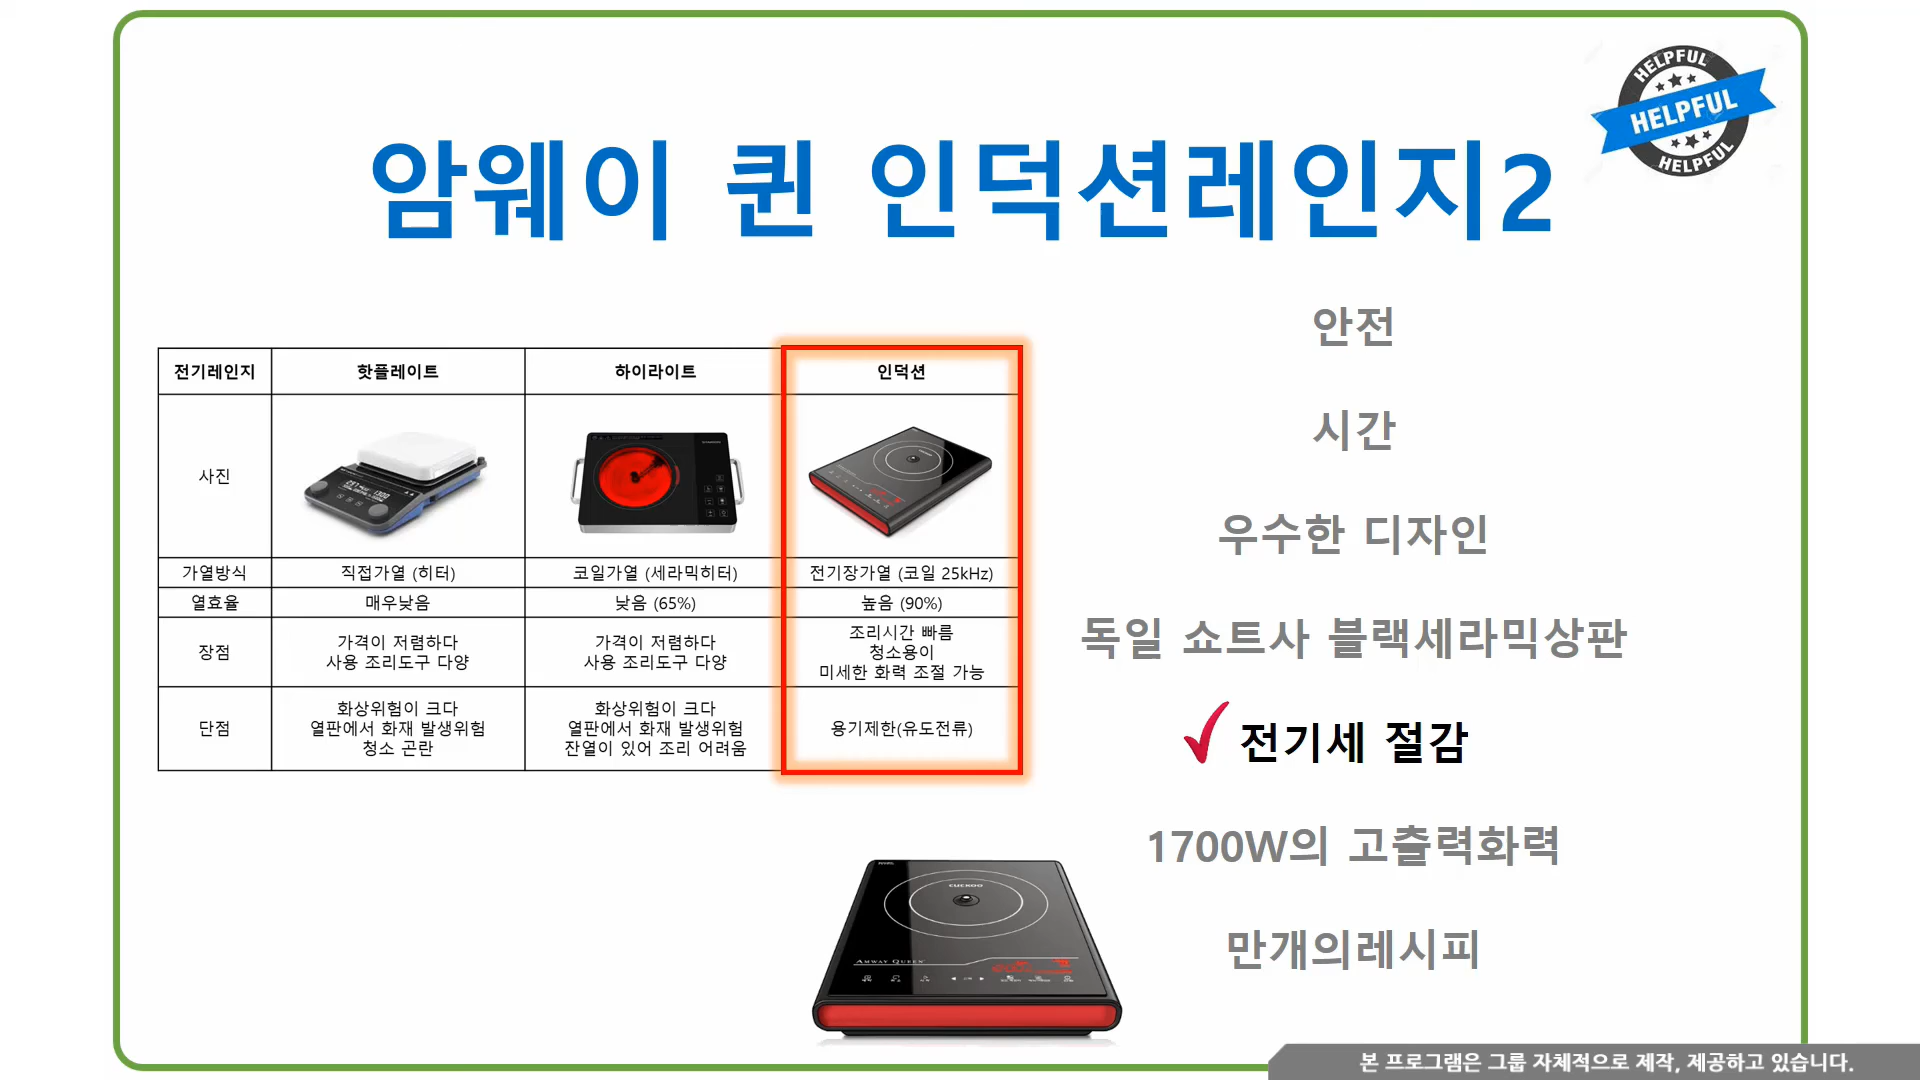 HELPFUL
HELPFUL
HELPFUL
암웨이 퀸 인덕션레인지2
전기레인지 핫플레이트 하이라이트 인덕션
사진
가열방식 직접가열 (히터) 코일가열 (세라믹히터) 전기장가열 (코일 25kHz)
열효율 매우낮음 낮음 (65%) 높음 (90%)
장점
가격이 저렴하다
사용 조리도구 다양
가격이 저렴하다
사용 조리도구 다양
조리시간 빠름
청소용이
미세한 화력 조절 가능
단점
화상위험이 크다
열판에서 화재 발생위험
청소 곤란
화상위험이 크다
열판에서 화재 발생위험
잔열이 있어 조리 어려움
용기제한(유도전류)
안전
시간
우수한 디자인
독일 쇼트사 블랙세라믹상판
전기세 절감
1700W의 고출력화력
만개의레시피
CUCKOO
AMWAY QUEEN
본 프로그램은 그룹 자체적으로 제작, 제공하고 있습니다.